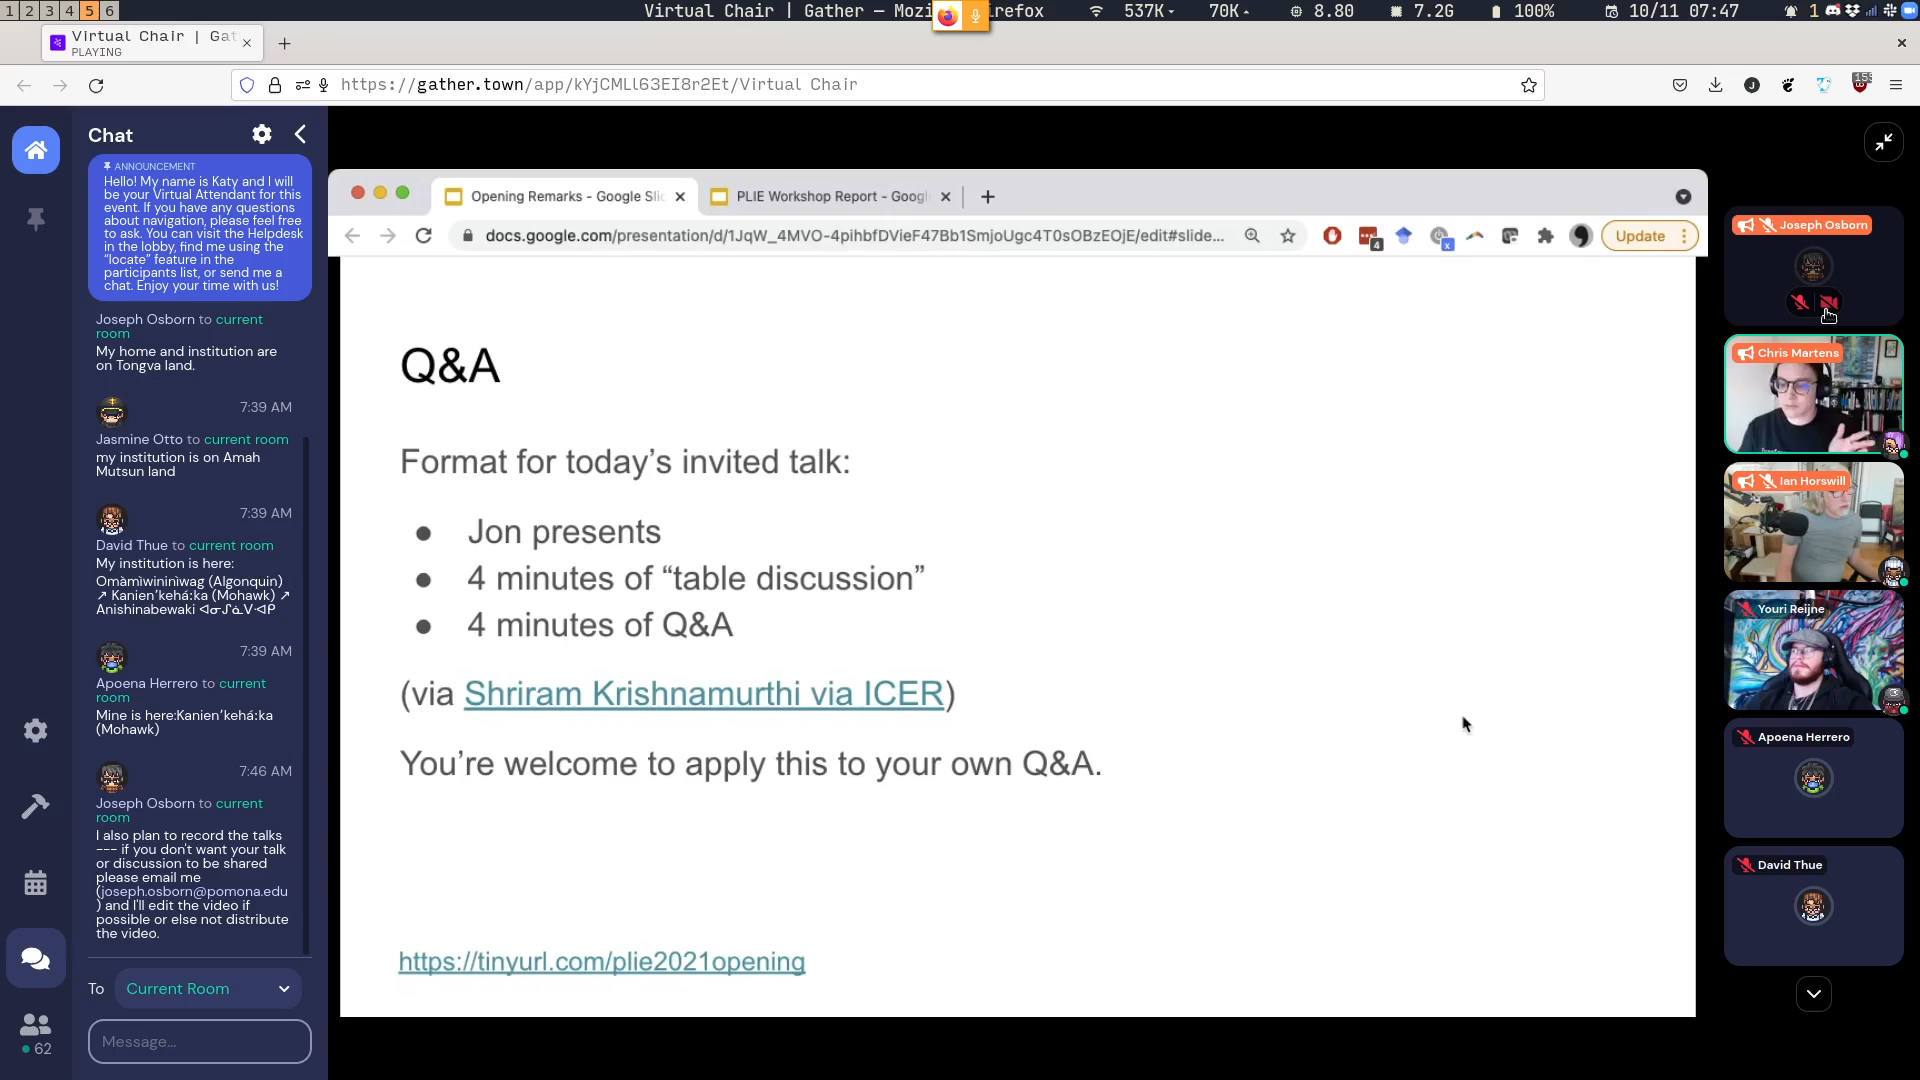 1 2 3 4 5 6
Virtual Chair | Gather — Mozi refox
537K
70K
8.80
7.2G
100%
10/11 07:47
1
Virtual Chair | Gat
PLAYING
https://gather.town/app/kYjCMLl63EI8r2Et/Virtual Chair
Chat
ANNOUNCEMENT
Hello! My name is Katy and I will
be your Virtual Attendant for this
event. If you have any questions
about navigation, please feel free
to ask. You can visit the Helpdesk
in the lobby, find me using the
“locate” feature in the
participants list, or send me a
chat. Enjoy your time with us!
Joseph Osborn to current
room
My home and institution are
on Tongva land.
7:39 AM
Jasmine Otto to current room
my institution is on Amah
Mutsun land
7:39 AM
David Thue to current room
My institution is here:
Omàmìwininìwag (Algonquin)
↗ Kanien’kehá:ka (Mohawk) ↗
Anishinabewaki ᐊᓂᔑᓈᐯᐗᑭ
7:39 AM
Apoena Herrero to current
room
Mine is here:Kanien’kehá:ka
(Mohawk)
7:46 AM
Joseph Osborn to current
room
I also plan to record the talks
--- if you don't want your talk
or discussion to be shared
please email me
(joseph.osborn@pomona.edu
) and I'll edit the video if
possible or else not distribute
the video.
To Current Room
Message...
62
Opening Remarks - Google Slid
PLIE Workshop Report - Googl
docs.google.com/presentation/d/1JqW_4MVO-4pihbfDVieF47Bb1SmjoUgc4T0sOBzEOjE/edit#slide...
4
x
Update
Q&A
Format for today’s invited talk:
● Jon presents
● 4 minutes of “table discussion”
● 4 minutes of Q&A
(via Shriram Krishnamurthi via ICER)
You’re welcome to apply this to your own Q&A.
https://tinyurl.com/plie2021opening
Joseph Osborn
Chris Martens
Ian Horswill
Youri Reijne
Apoena Herrero
David Thue